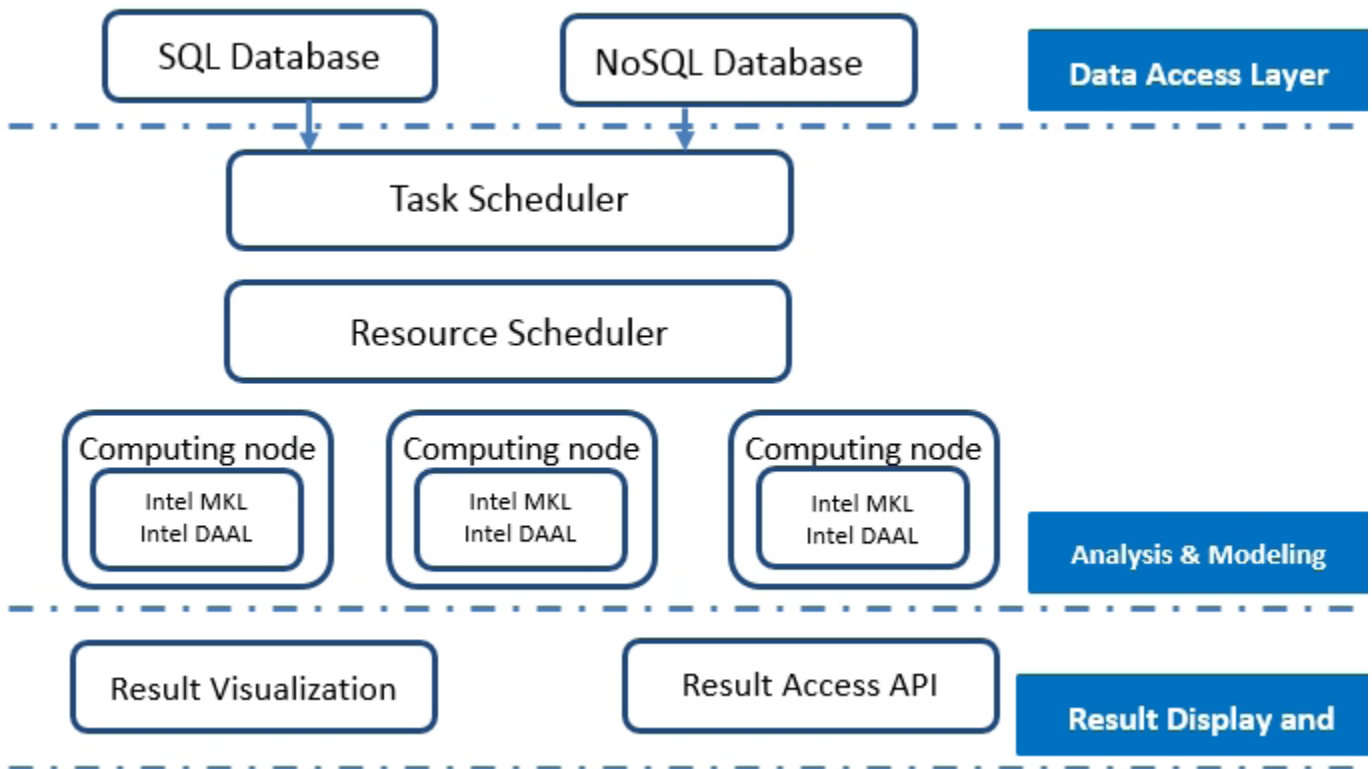 SQL Database
NoSQL Database
Data Access Layer
Task Scheduler
Resource Scheduler
Computing node
Intel MKL
Intel DAAL
Computing node
Intel MKL
Intel DAAL
Computing node
Intel MKL
Intel DAAL
Analysis & Modeling
Result Visualization
Result Access API
Result Display and